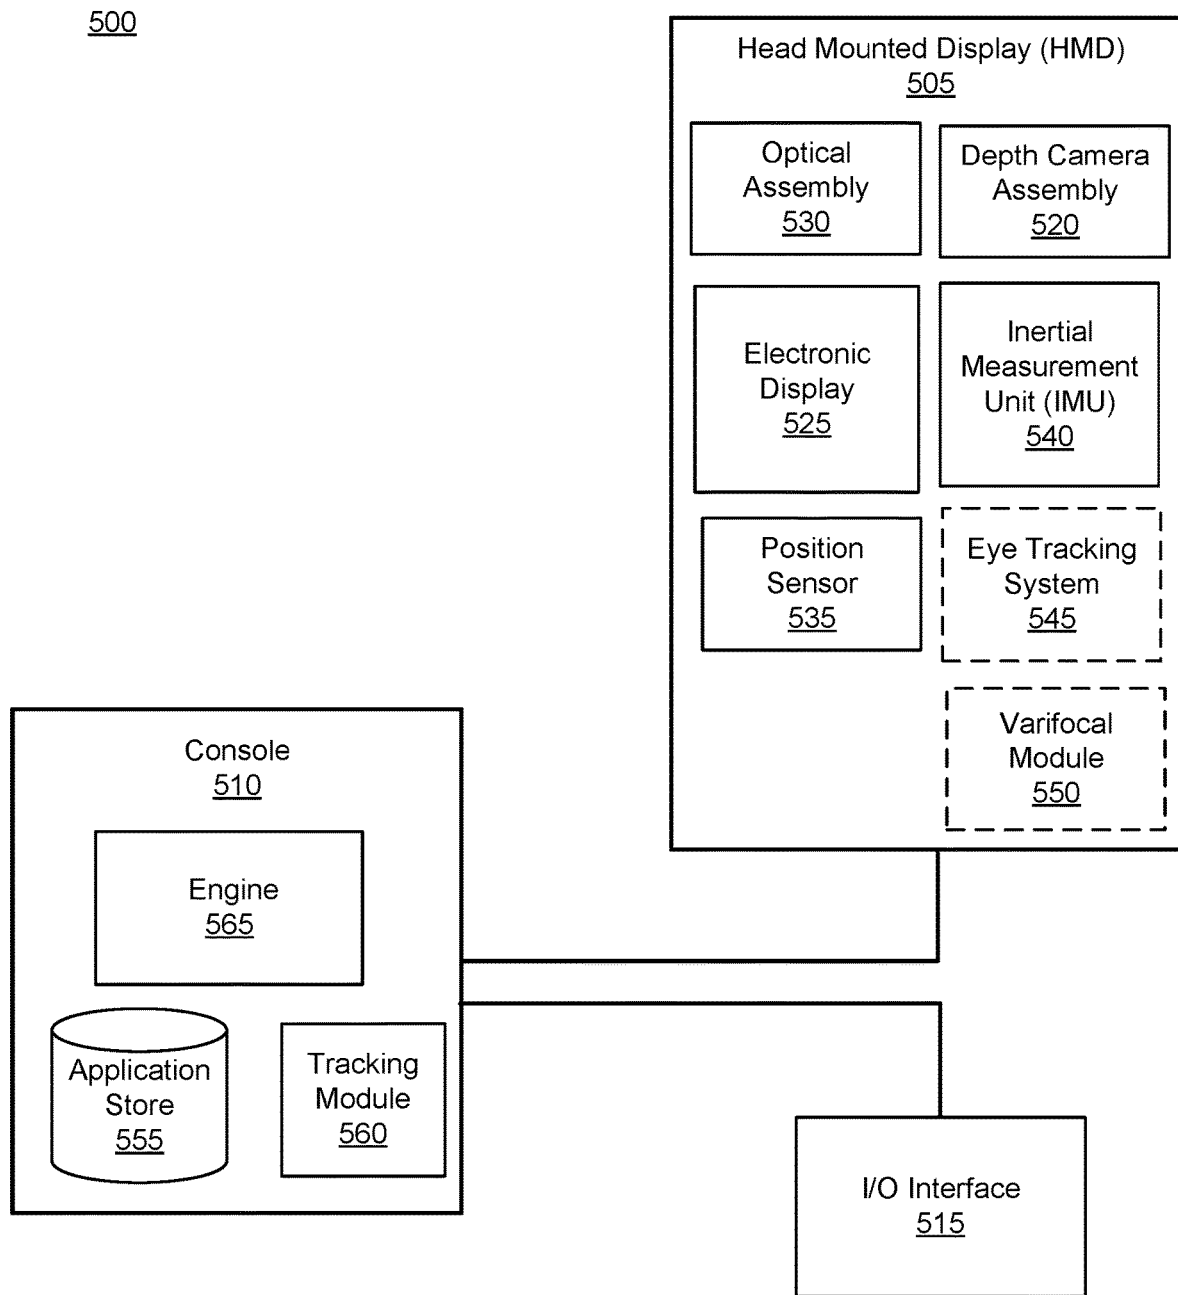 500
Head Mounted Display (HMD)
505
Optical
Assembly
530
Depth Camera
Assembly
520
Electronic
Display
525
Inertial
Measurement
Unit (IMU)
540
Position
Sensor
535
Eye Tracking
System
545
Varifocal
Module
550
Console
510
Engine
565
Application
Store
555
Tracking
Module
560
I/O Interface
515